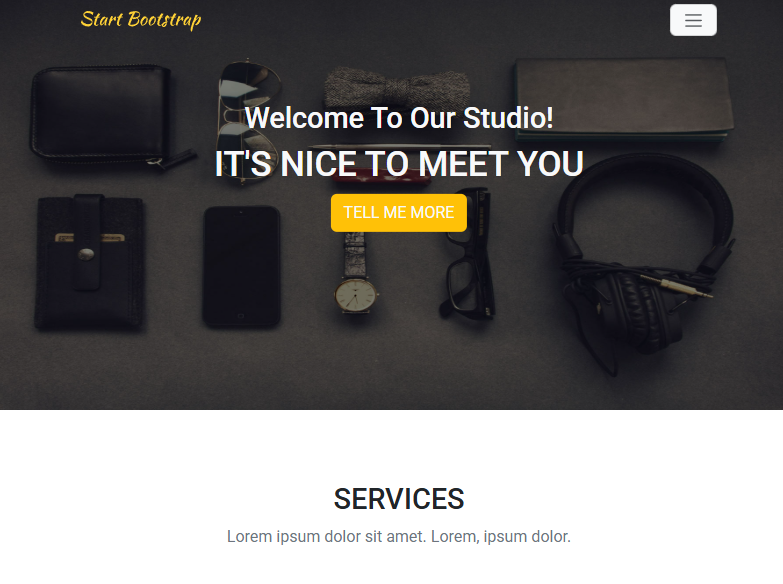 Start Bootstrap
Welcome To Our Studio!
IT'S NICE TO MEET YOU
TELL ME MORE
SERVICES
Lorem ipsum dolor sit amet. Lorem, ipsum dolor.